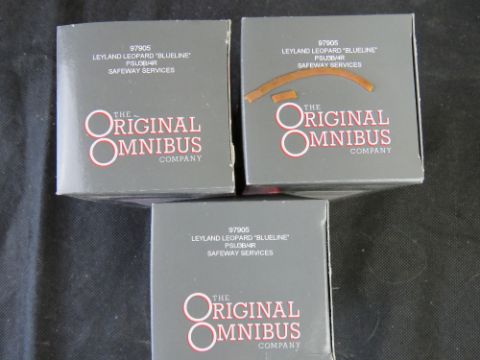 97905
LEYLAND LEOPARD "BLUELINE"
PSU3B/4R
SAFEWAY SERVICES
THE
ORIGINAL
OMNIBUS
COMPANY
97905
LEYLAND LEOPARD "BLUELINE"
PSU3B/4R
SAFEWAY SERVICES
THE
ORIGINAL
OMNIBUS
COMPANY
97905
LEYLAND LEOPARD "BLUELINE"
PSU3B/4R
SAFEWAY SERVICES
THE
ORIGINAL
OMNIBUS
COMPANY